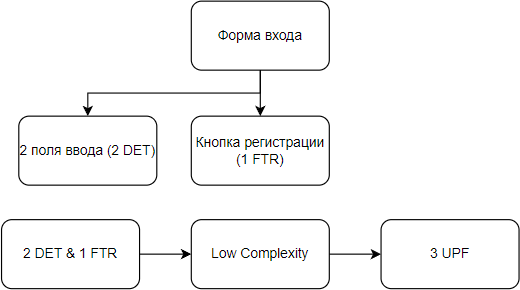 Форма входа
2 поля ввода (2 DET)
Кнопка регистрации
(1 FTR)
2 DET & 1 FTR
Low Complexity
3 UPF